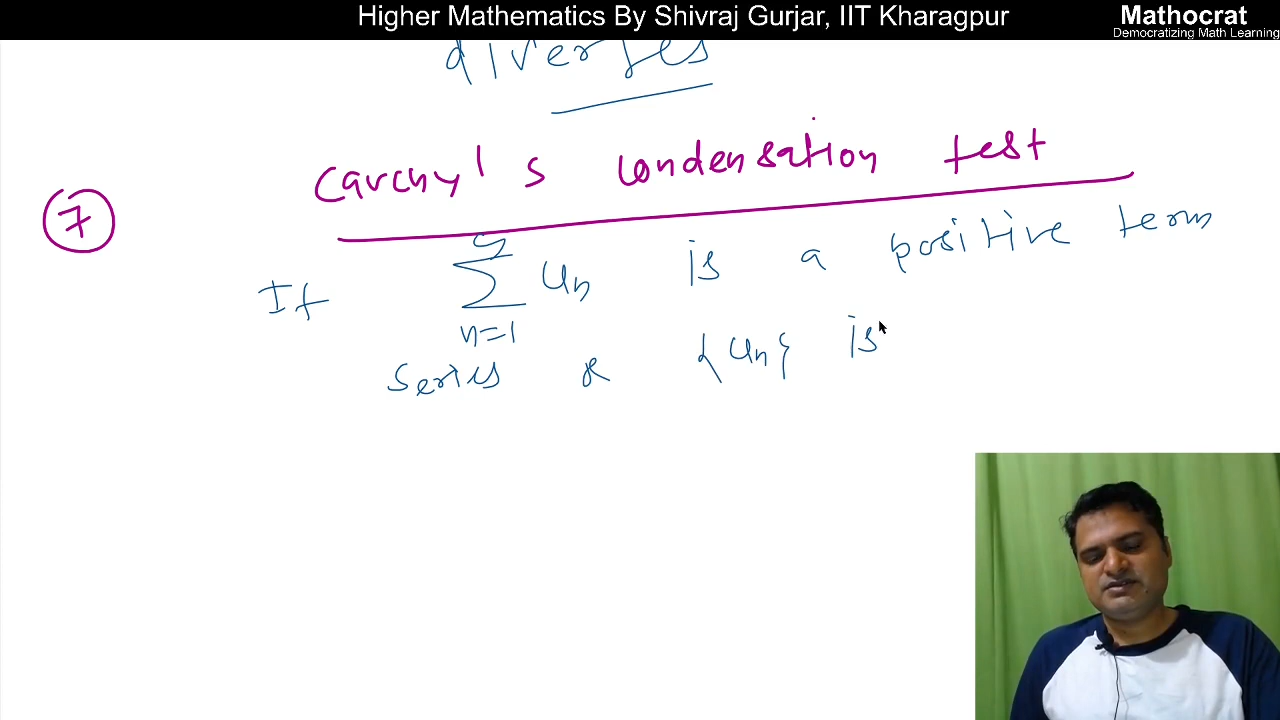 Higher Mathematics By Shivraj Gurjar, IIT Kharagpur
Mathocrat
Democratizing Math Learning
diverges
7
Cauchy's condensation test
If ∑ uₙ is a positive term
n=1
series & {uₙ} is